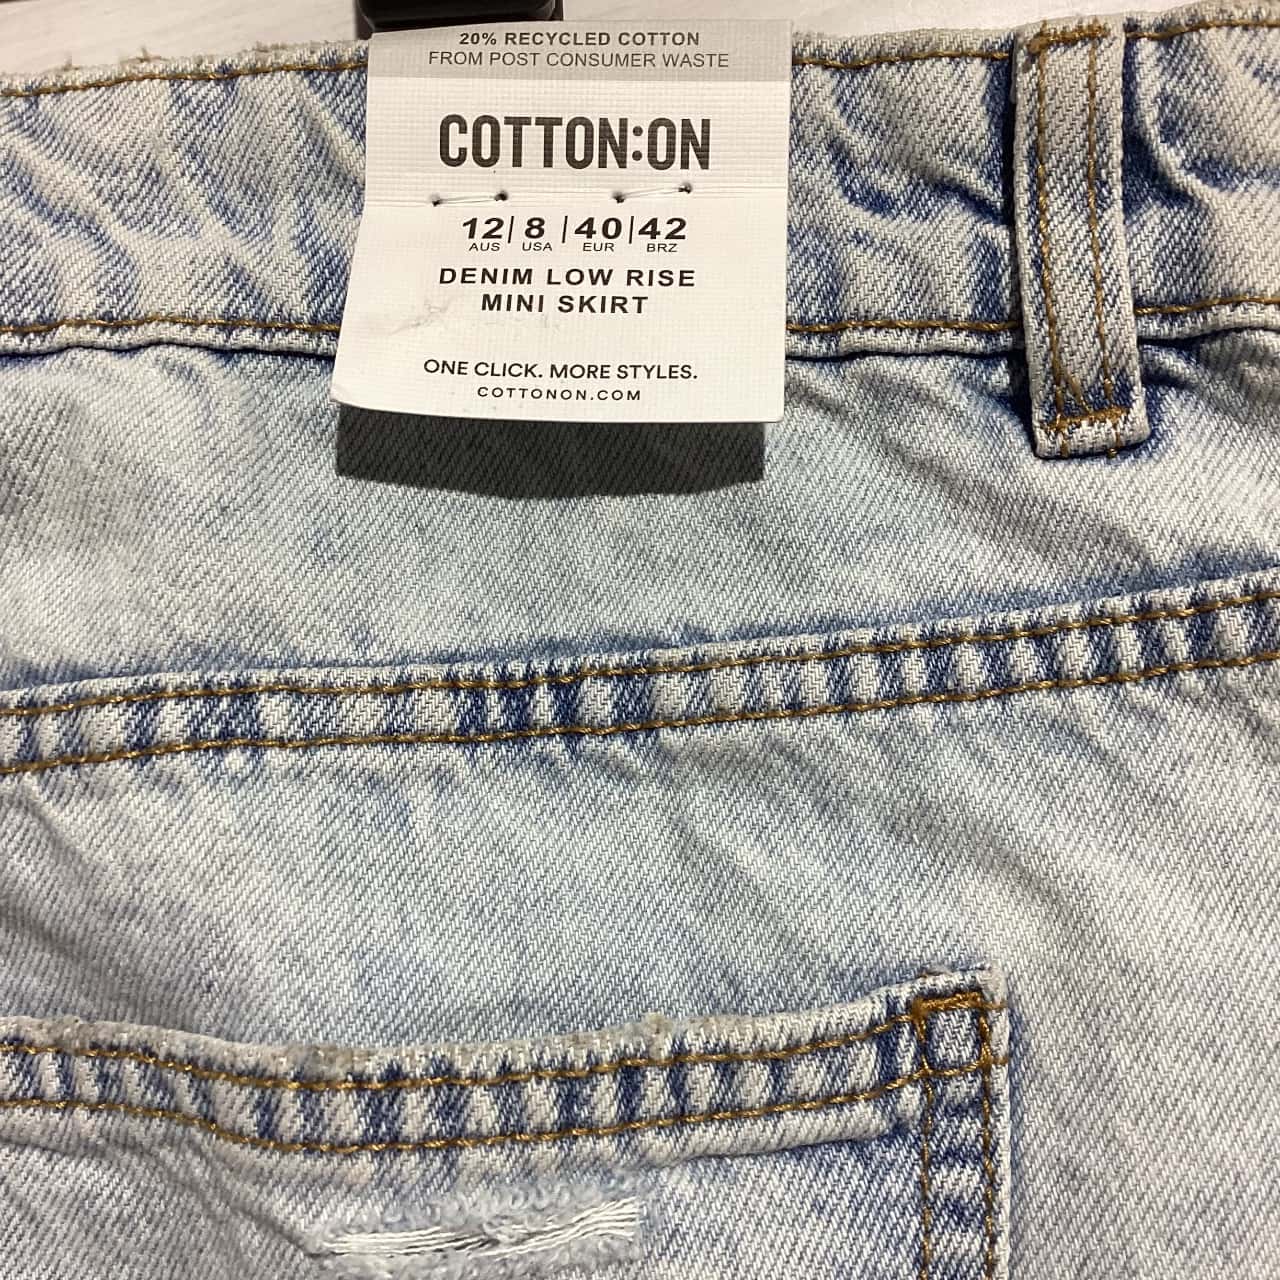 20% RECYCLED COTTON
FROM POST CONSUMER WASTE
COTTON:ON
12 | 8 | 40 | 42
AUS USA EUR BRZ
DENIM LOW RISE
MINI SKIRT
ONE CLICK. MORE STYLES.
COTTONON.COM